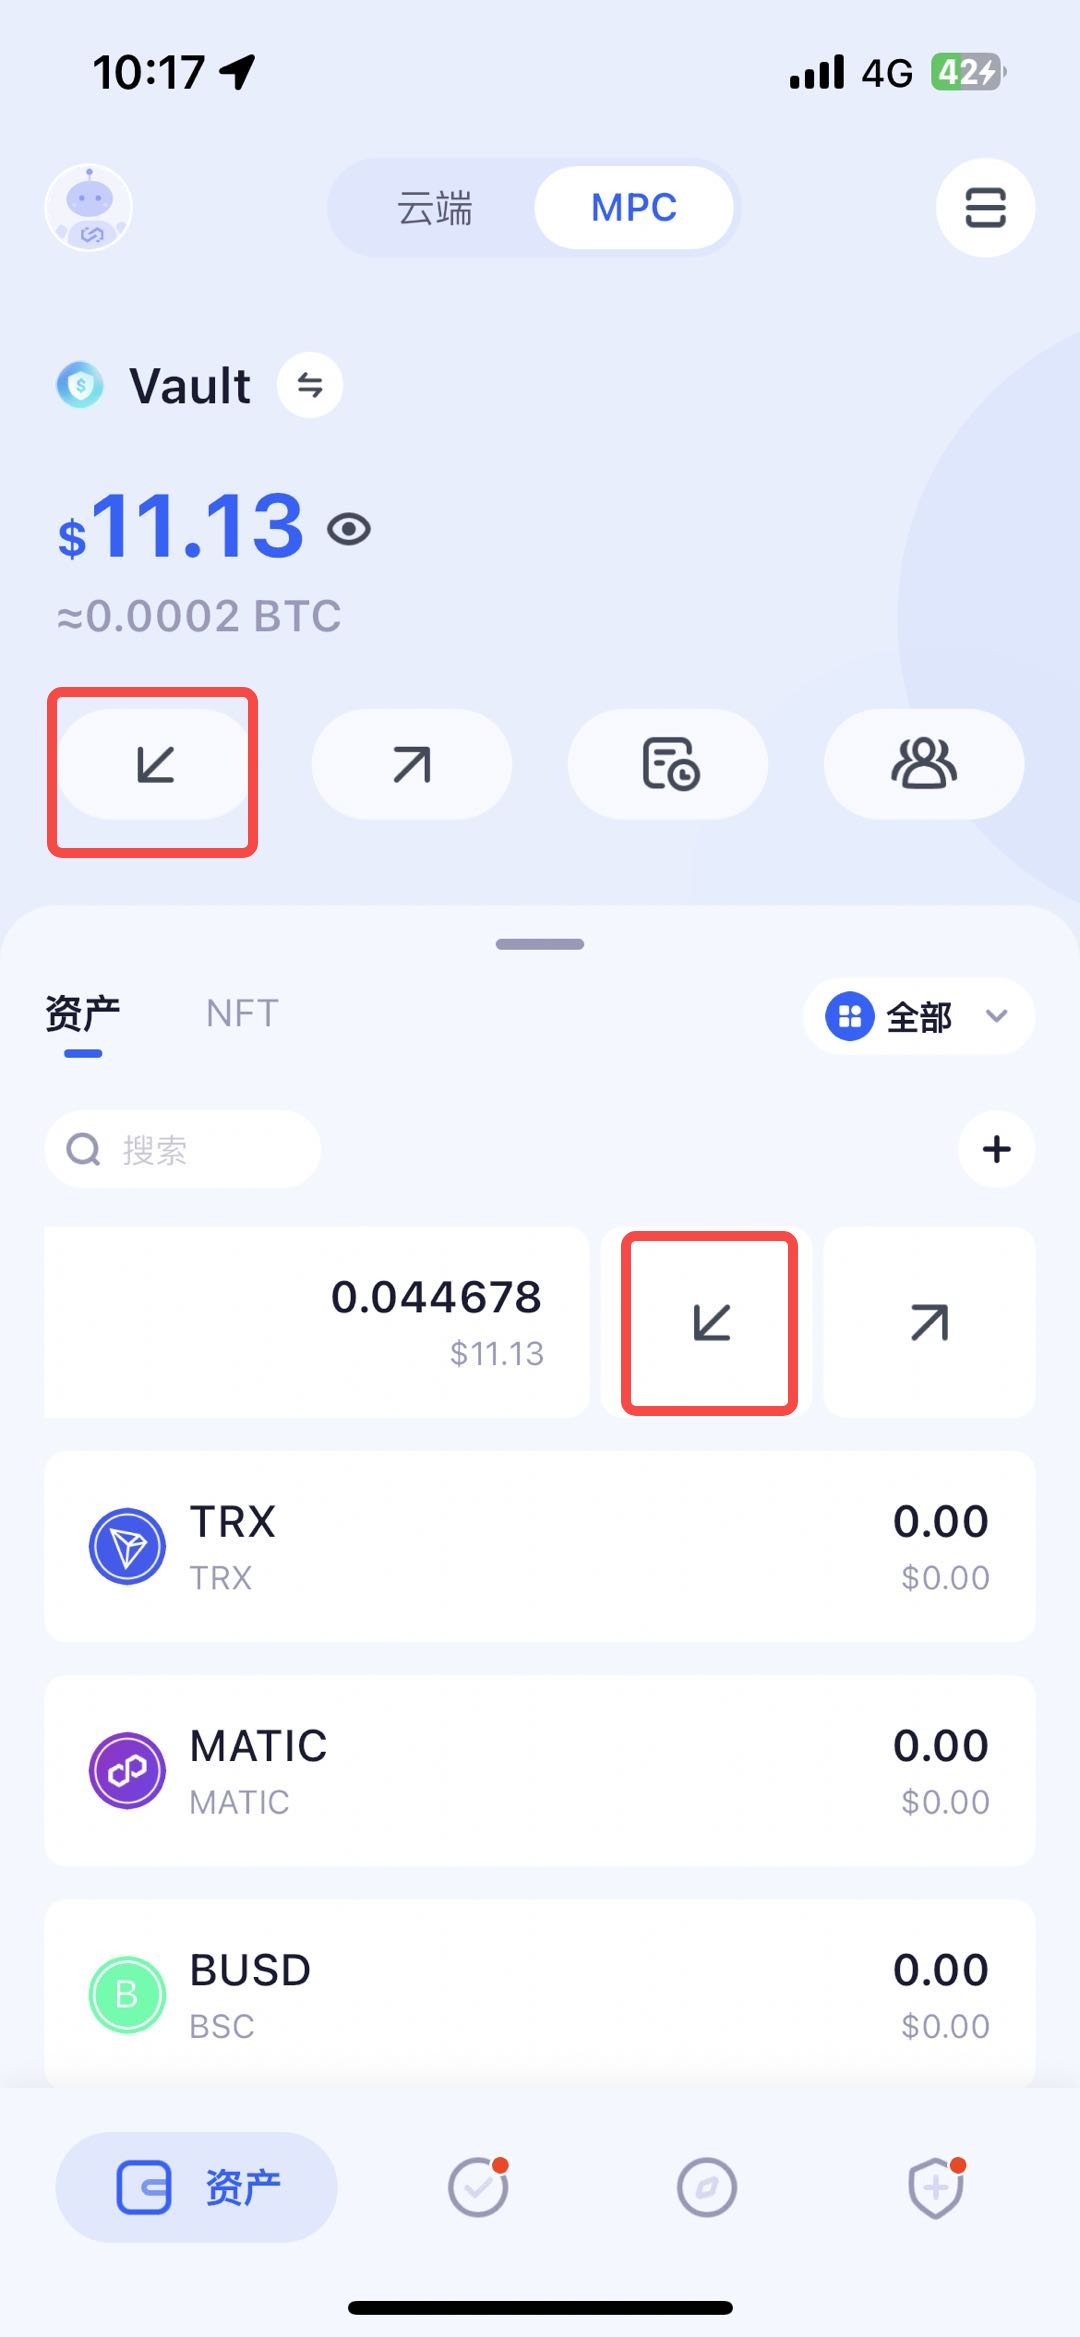 10:17
4G
42
云端
MPC
Vault
$11.13
≈0.0002 BTC
资产
NFT
全部
搜索
0.044678
$11.13
TRX
0.00
TRX
$0.00
MATIC
0.00
MATIC
$0.00
B
BUSD
0.00
BSC
$0.00
资产